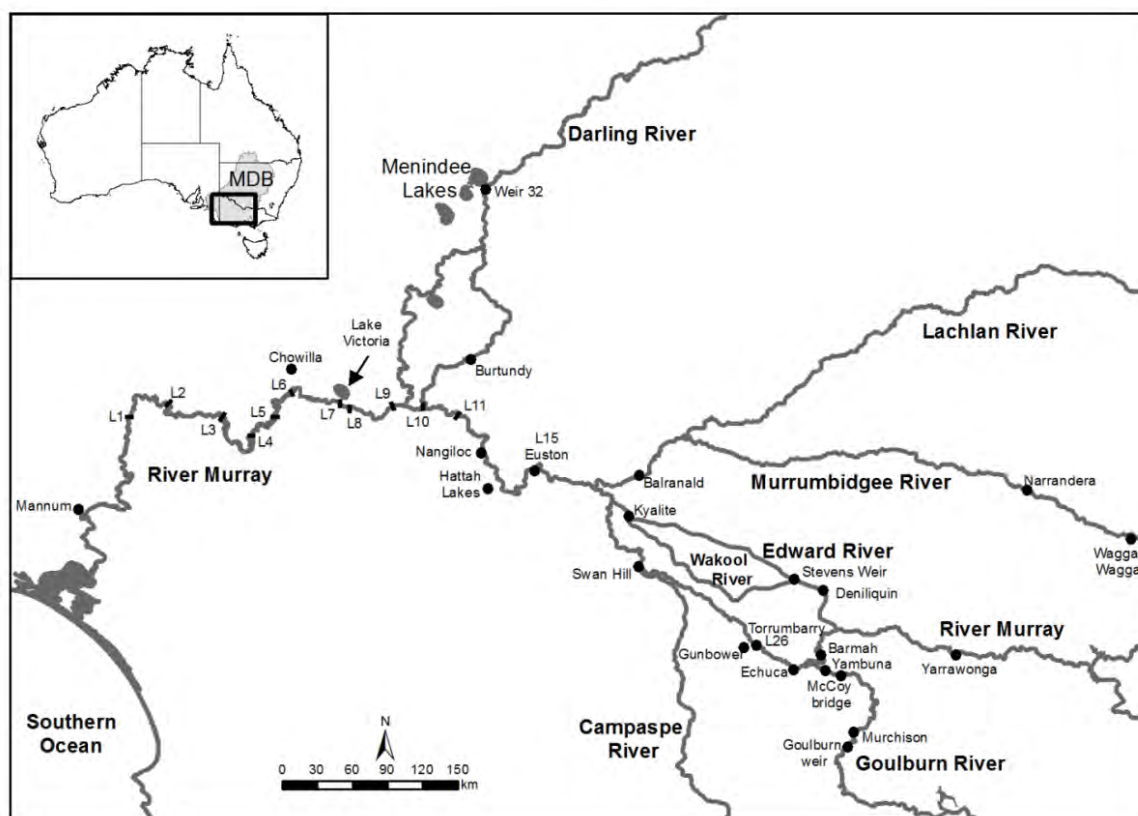 MDB
Darling River
Menindee
Lakes
Weir 32
Lachlan River
Lake
Victoria
Chowilla
Burtundy
L6
L2
L9
L7
L8
L10
L11
L1
L5
L3
L4
L15
Euston
Nangiloc
River Murray
Hattah
Lakes
Balranald
Murrumbidgee River
Narrandera
Mannum
Kyalite
Wagga
Wagga
Edward River
Wakool
River
Stevens Weir
Swan Hill
Deniliquin
Torrumbarry
L26
River Murray
Gunbower
Barmah
Yambuna
Yarrawonga
Echuca
McCoy
bridge
Southern
Ocean
Campaspe
River
Murchison
Goulburn
weir
Goulburn River
N
0 30 60 90 120 150
km